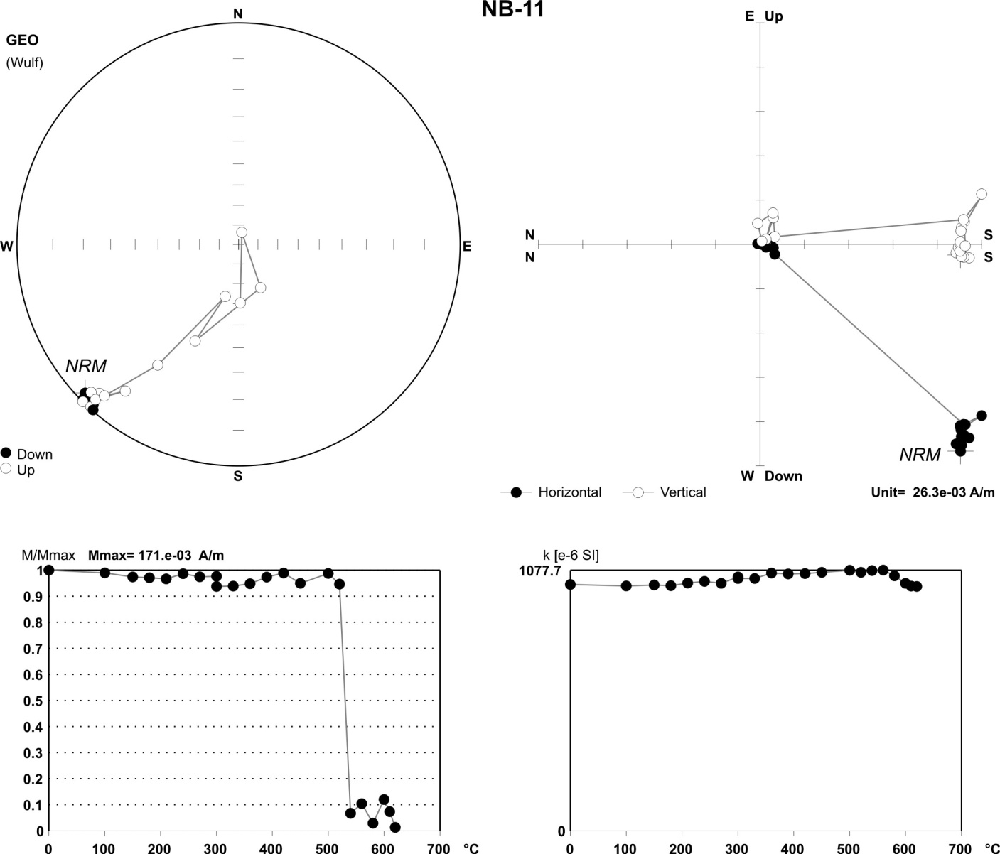 NB-11
GEO
(Wulf)
N
W
E
S
NRM
Down
Up
E Up
N
N
S
S
NRM
W Down
Horizontal
Vertical
Unit= 26.3e-03 A/m
M/Mmax Mmax= 171.e-03 A/m
1
0.9
0.8
0.7
0.6
0.5
0.4
0.3
0.2
0.1
0
0 100 200 300 400 500 600 700 °C
k [e-6 SI]
1077.7
0
0 100 200 300 400 500 600 700 °C